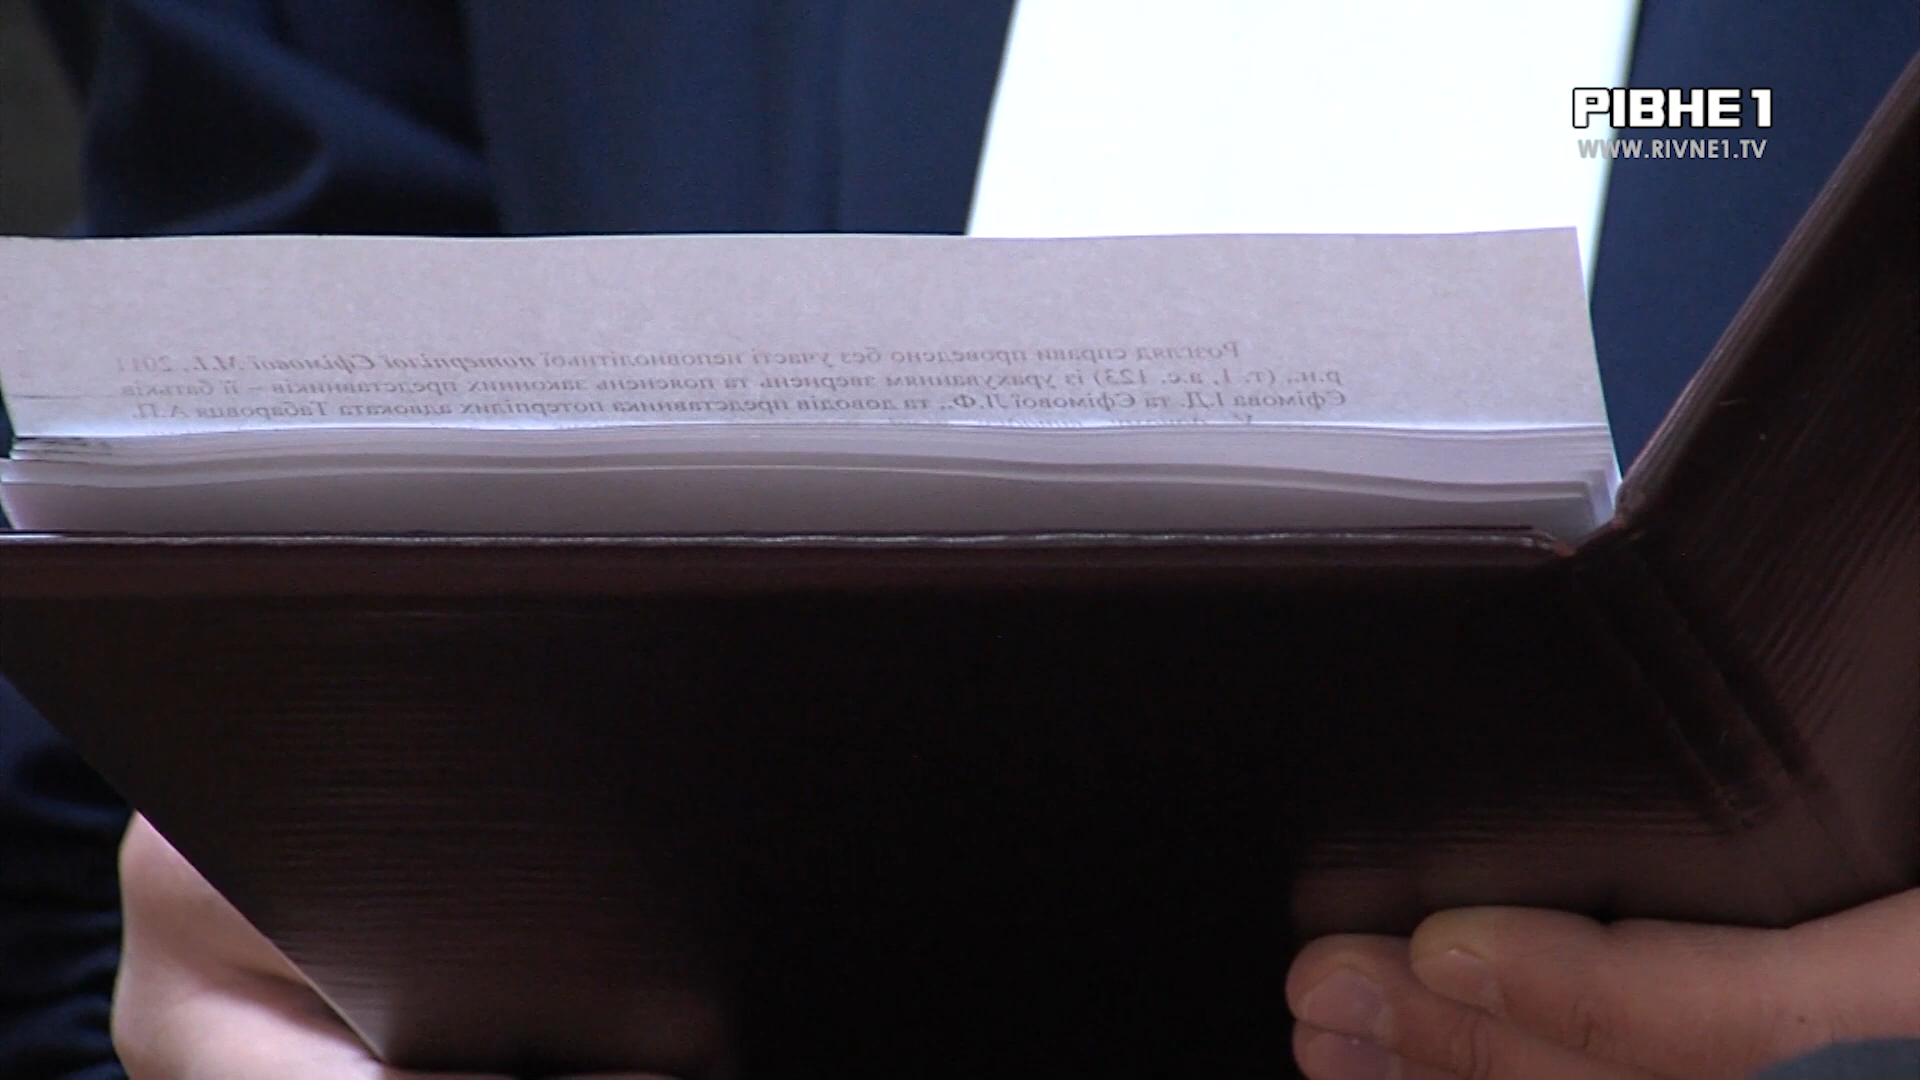 РІВНЕ 1
WWW.RIVNE1.TV
Розгляд справи проведено без участі неповнолітньої потерпілої Єфімової М.І., 2011
р.н., (т. 1, а.с. 123) із урахуванням звернень та пояснень законних представників – її батьків
Єфімова І.Д. та Єфімової Л.Ф., та доводів представника потерпілих адвоката Табаровця А.П.